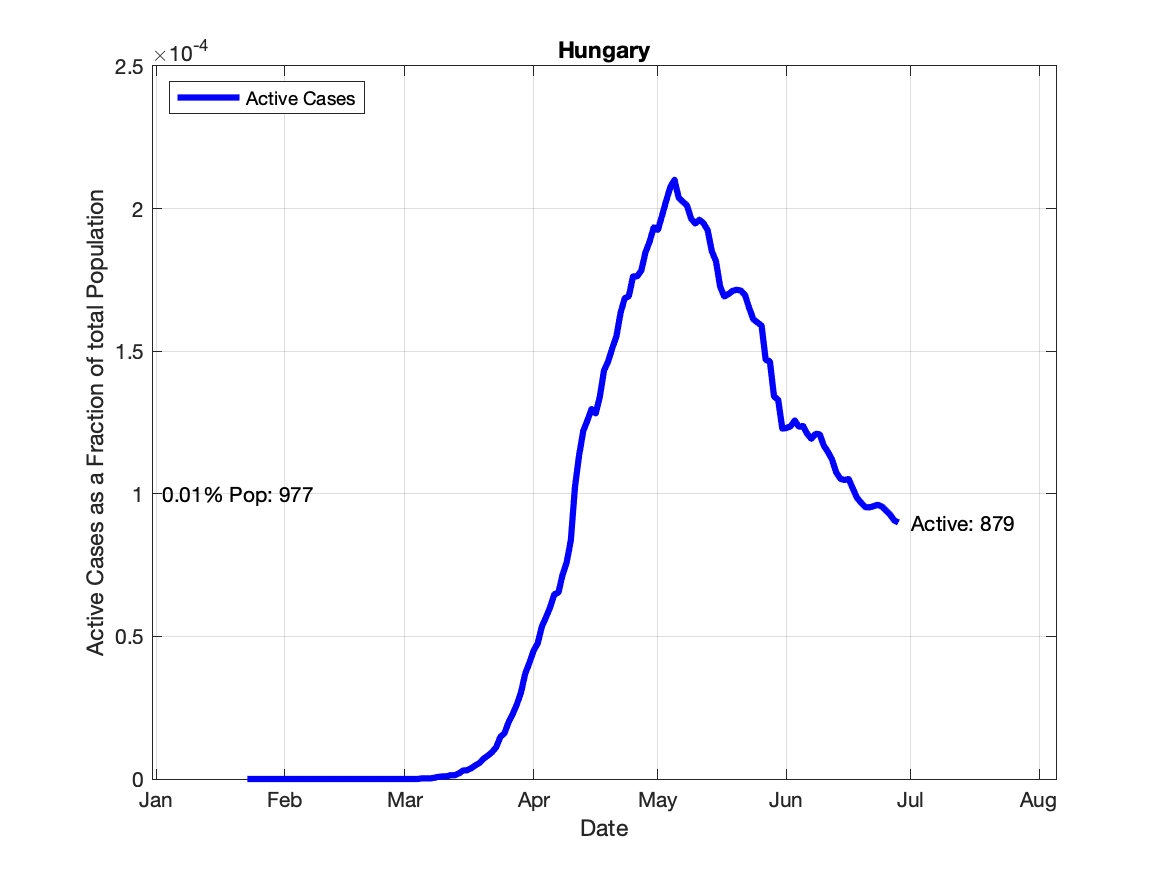 Hungary
×10-4
Active Cases
2.5
2
1.5
1
0.5
0
0.01% Pop: 977
Active: 879
Jan Feb Mar Apr May Jun Jul Aug
Date
Active Cases as a Fraction of total Population